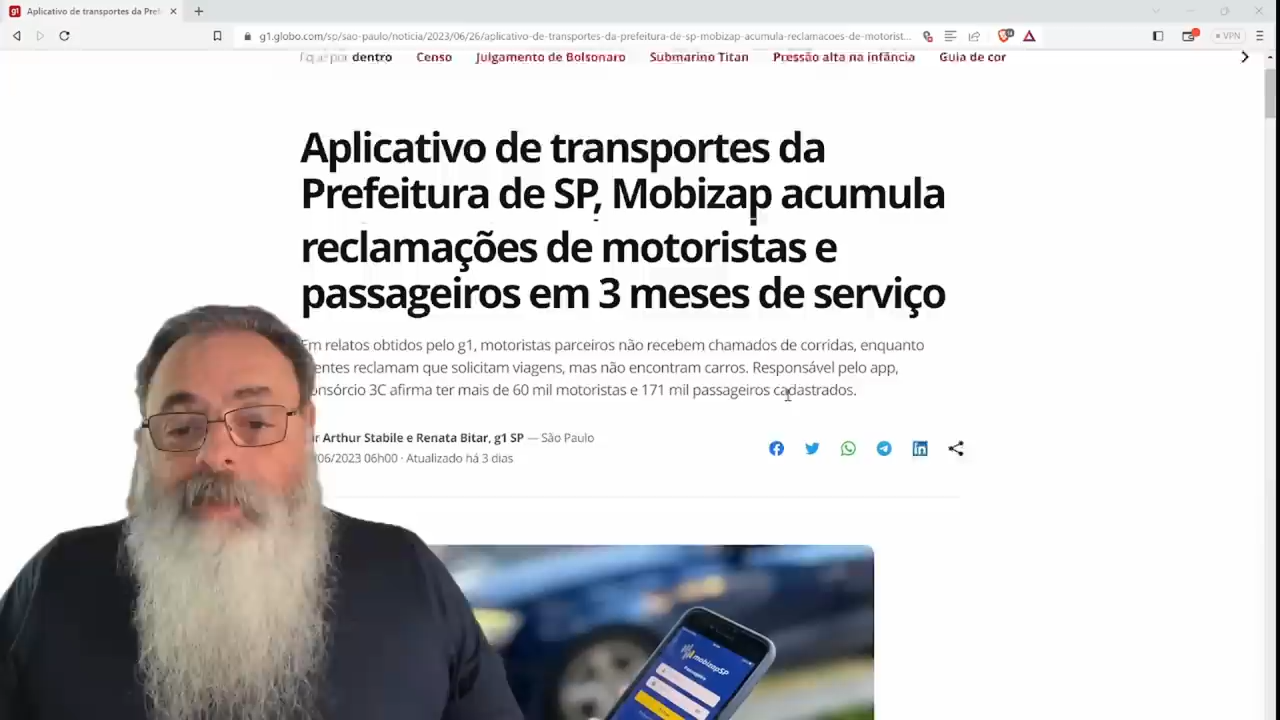 g1 Aplicativo de transportes da Pref
g1.globo.com/sp/sao-paulo/noticia/2023/06/26/aplicativo-de-transportes-da-prefeitura-de-sp-mobizap-acumula-reclamacoes-de-motorist...
VPN
dentro Censo Julgamento de Bolsonaro Submarino Titan Pressão alta na infância Guia de cor
Aplicativo de transportes da
Prefeitura de SP, Mobizap acumula
reclamações de motoristas e
passageiros em 3 meses de serviço
Em relatos obtidos pelo g1, motoristas parceiros não recebem chamados de corridas, enquanto
reclamam que solicitam viagens, mas não encontram carros. Responsável pelo app,
3C afirma ter mais de 60 mil motoristas e 171 mil passageiros cadastrados.
Arthur Stabile e Renata Bitar, g1 SP — São Paulo
/06/2023 06h00 · Atualizado há 3 dias
mobizapSP
Passageiro